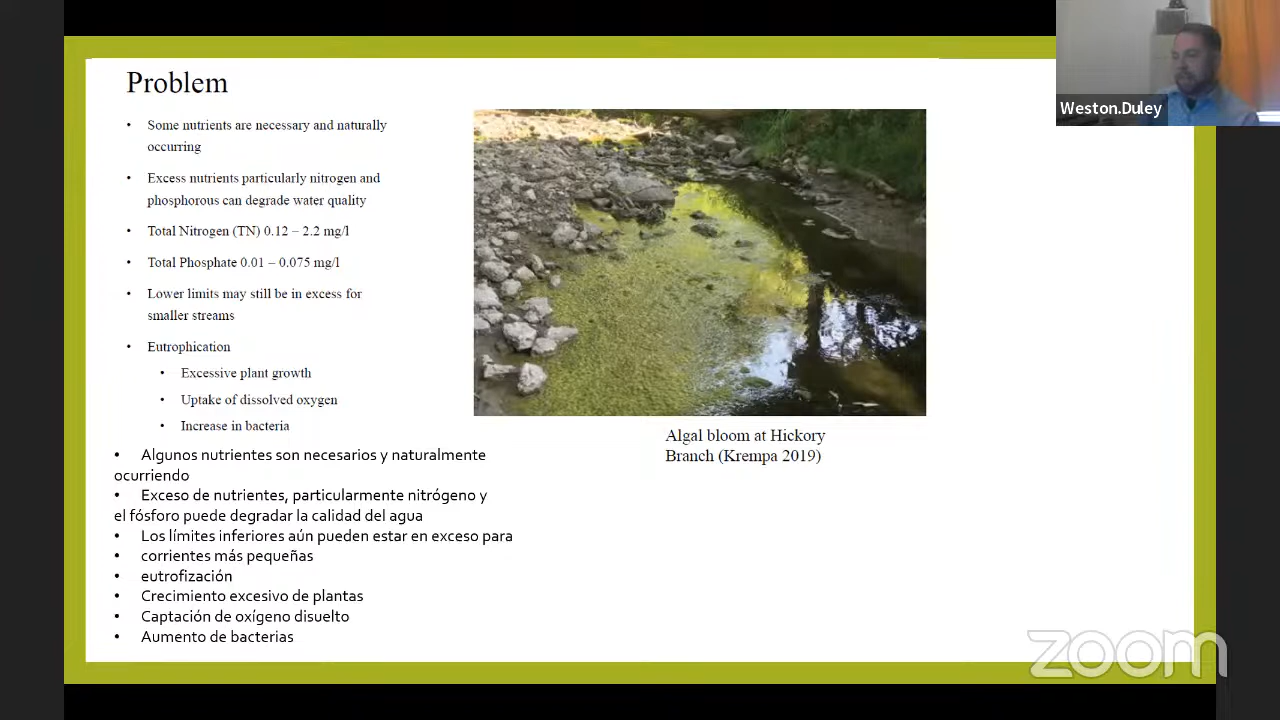 Problem
• Some nutrients are necessary and naturally
occurring
• Excess nutrients particularly nitrogen and
phosphorous can degrade water quality
• Total Nitrogen (TN) 0.12 – 2.2 mg/l
• Total Phosphate 0.01 – 0.075 mg/l
• Lower limits may still be in excess for
smaller streams
• Eutrophication
• Excessive plant growth
• Uptake of dissolved oxygen
• Increase in bacteria
• Algunos nutrientes son necesarios y naturalmente
ocurriendo
• Exceso de nutrientes, particularmente nitrógeno y
el fósforo puede degradar la calidad del agua
• Los límites inferiores aún pueden estar en exceso para
• corrientes más pequeñas
• eutrofización
• Crecimiento excesivo de plantas
• Captación de oxígeno disuelto
• Aumento de bacterias
Algal bloom at Hickory
Branch (Krempa 2019)
Weston.Duley
zoom